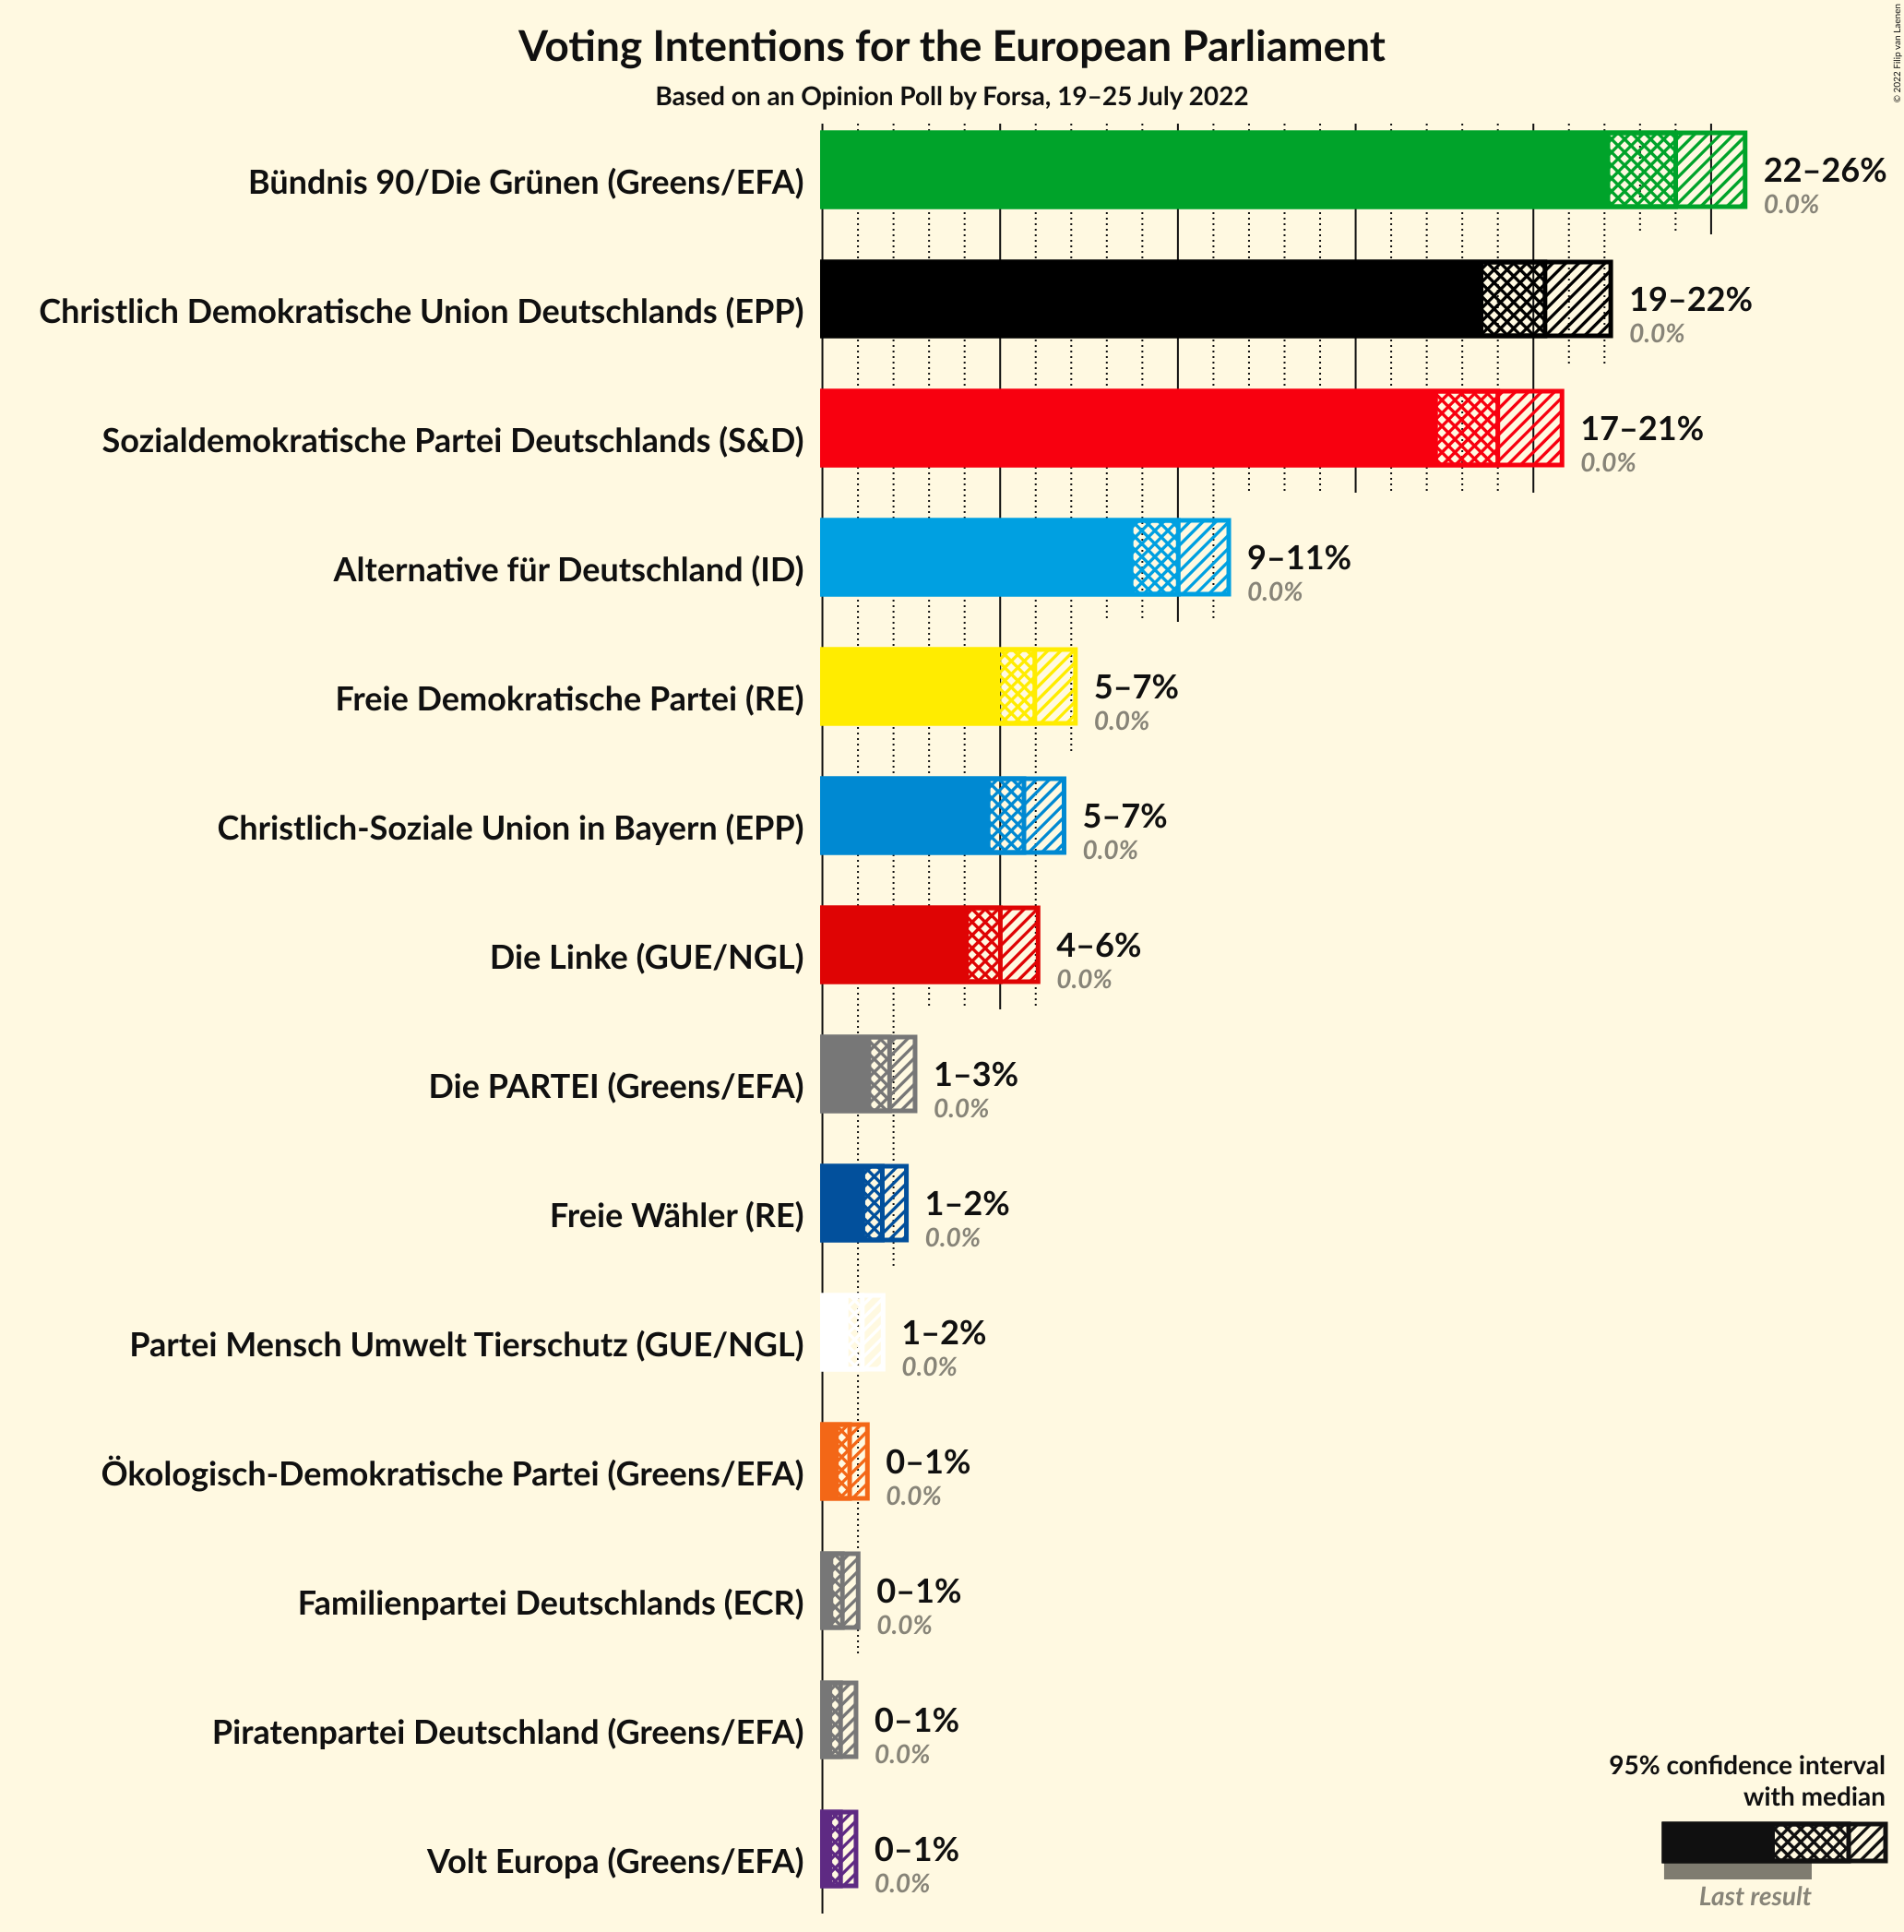 Voting Intentions for the European Parliament
Based on an Opinion Poll by Forsa, 19–25 July 2022
© 2022 Filip van Laenen
Bündnis 90/Die Grünen (Greens/EFA)
22–26%
0.0%
Christlich Demokratische Union Deutschlands (EPP)
19–22%
0.0%
Sozialdemokratische Partei Deutschlands (S&D)
17–21%
0.0%
Alternative für Deutschland (ID)
9–11%
0.0%
Freie Demokratische Partei (RE)
5–7%
0.0%
Christlich-Soziale Union in Bayern (EPP)
5–7%
0.0%
Die Linke (GUE/NGL)
4–6%
0.0%
Die PARTEI (Greens/EFA)
1–3%
0.0%
Freie Wähler (RE)
1–2%
0.0%
Partei Mensch Umwelt Tierschutz (GUE/NGL)
1–2%
0.0%
Ökologisch-Demokratische Partei (Greens/EFA)
0–1%
0.0%
Familienpartei Deutschlands (ECR)
0–1%
0.0%
Piratenpartei Deutschland (Greens/EFA)
0–1%
0.0%
Volt Europa (Greens/EFA)
0–1%
0.0%
95% confidence interval
with median
Last result